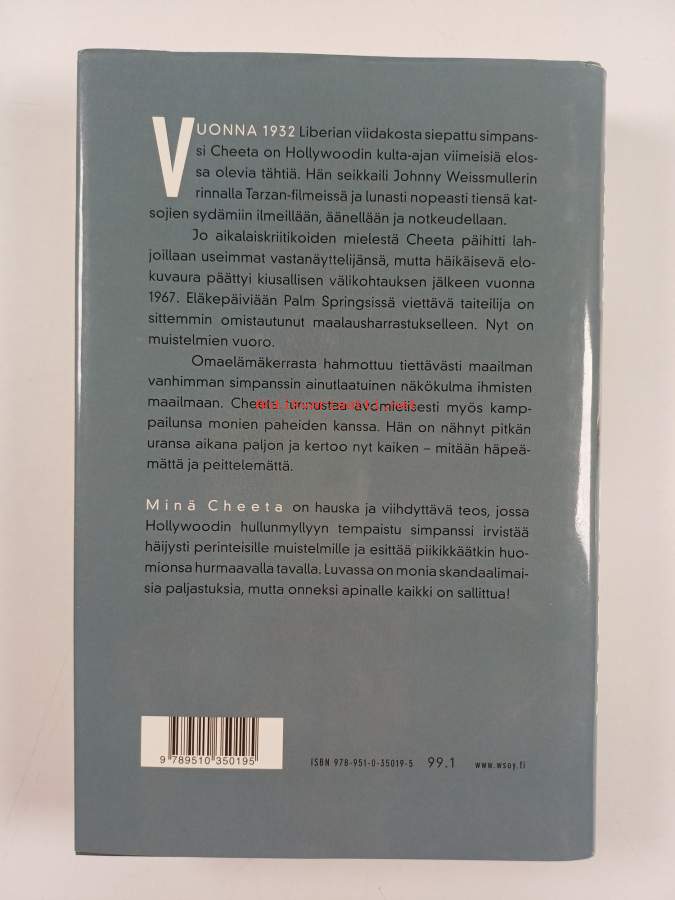 VUONNA 1932 Liberian viidakosta siepattu simpans-
si Cheeta on Hollywoodin kulta-ajan viimeisiä elos-
sa olevia tähtiä. Hän seikkaili Johnny Weissmullerin
rinnalla Tarzan-filmeissä ja lunasti nopeasti tiensä kat-
sojien sydämiin ilmeillään, äänellään ja notkeudellaan.
Jo aikalaiskriitikoiden mielestä Cheeta päihitti lah-
joillaan useimmat vastanäyttelijänsä, mutta häikäisevä elo-
kuvaura päättyi kiusallisen välikohtauksen jälkeen vuonna
1967. Eläkepäiviään Palm Springsissä viettävä taiteilija on
sittemmin omistautunut maalausharrastukselleen. Nyt on
muistelmien vuoro.
Omaelämäkerrasta hahmottuu tiettävästi maailman
vanhimman simpanssin ainutlaatuinen näkökulma ihmisten
maailmaan. Cheeta tunnustaa avomielisesti myös kamp-
pailunsa monien paheiden kanssa. Hän on nähnyt pitkän
uransa aikana paljon ja kertoo nyt kaiken – mitään häpeä-
mättä ja peittelemättä.
Minä Cheeta on hauska ja viihdyttävä teos, jossa
Hollywoodin hullunmyllyyn tempaistu simpanssi irvistää
häijysti perinteisille muistelmille ja esittää piikikkäätkin huo-
mionsa hurmaavalla tavalla. Luvassa on monia skandaalimai-
sia paljastuksia, mutta onneksi apinalle kaikki on sallittua!
9 789510 350195
ISBN 978-951-0-35019-5 99.1 www.wsoy.fi